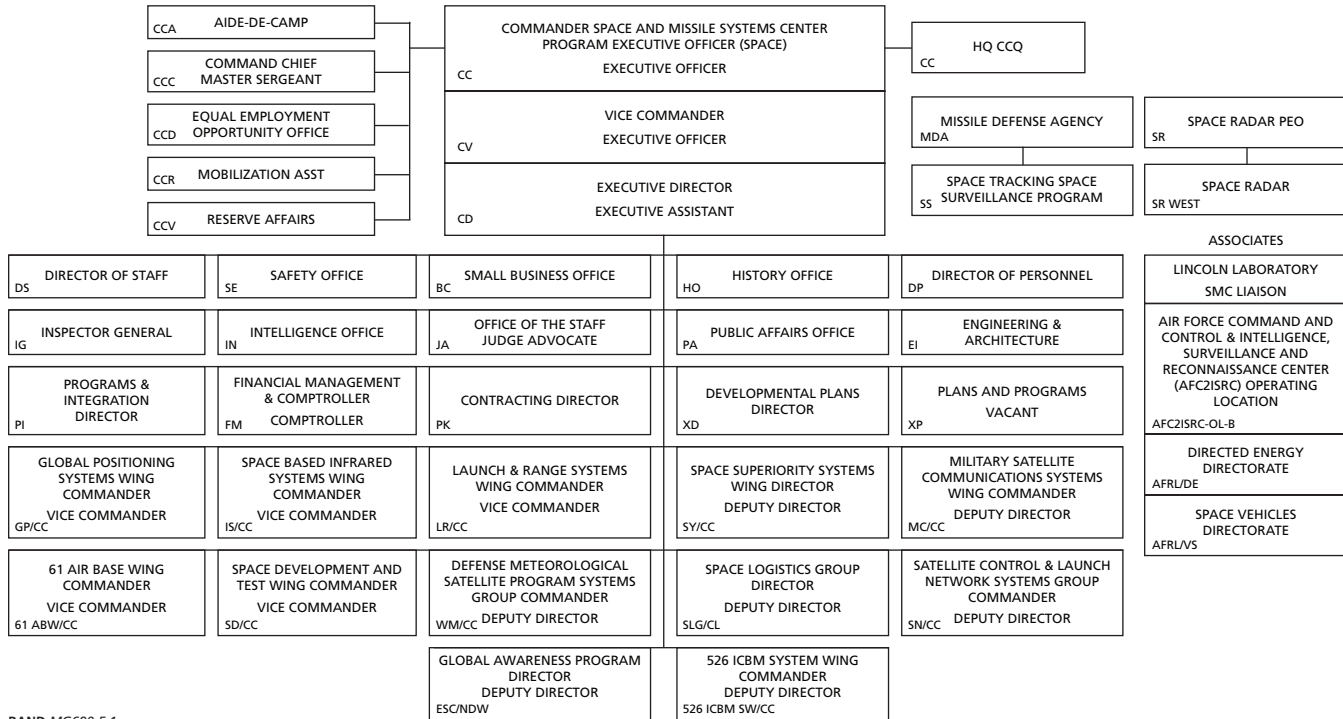 AIDE-DE-CAMP
CCA
COMMAND CHIEF
MASTER SERGEANT
CCC
EQUAL EMPLOYMENT
OPPORTUNITY OFFICE
CCD
MOBILIZATION ASST
CCR
RESERVE AFFAIRS
CCV
COMMANDER SPACE AND MISSILE SYSTEMS CENTER
PROGRAM EXECUTIVE OFFICER (SPACE)
EXECUTIVE OFFICER
CC
VICE COMMANDER
EXECUTIVE OFFICER
CV
EXECUTIVE DIRECTOR
EXECUTIVE ASSISTANT
CD
HQ CCQ
CC
MISSILE DEFENSE AGENCY
MDA
SPACE TRACKING SPACE
SURVEILLANCE PROGRAM
SS
SPACE RADAR PEO
SR
SPACE RADAR
SR WEST
DIRECTOR OF STAFF
DS
SAFETY OFFICE
SE
SMALL BUSINESS OFFICE
BC
HISTORY OFFICE
HO
DIRECTOR OF PERSONNEL
DP
INSPECTOR GENERAL
IG
INTELLIGENCE OFFICE
IN
OFFICE OF THE STAFF
JUDGE ADVOCATE
JA
PUBLIC AFFAIRS OFFICE
PA
ENGINEERING &
ARCHITECTURE
EI
PROGRAMS &
INTEGRATION
DIRECTOR
PI
FINANCIAL MANAGEMENT
& COMPTROLLER
COMPTROLLER
FM
CONTRACTING DIRECTOR
PK
DEVELOPMENTAL PLANS
DIRECTOR
XD
PLANS AND PROGRAMS
VACANT
XP
GLOBAL POSITIONING
SYSTEMS WING
COMMANDER
VICE COMMANDER
GP/CC
SPACE BASED INFRARED
SYSTEMS WING
COMMANDER
VICE COMMANDER
IS/CC
LAUNCH & RANGE SYSTEMS
WING COMMANDER
VICE COMMANDER
LR/CC
SPACE SUPERIORITY SYSTEMS
WING DIRECTOR
DEPUTY DIRECTOR
SY/CC
MILITARY SATELLITE
COMMUNICATIONS SYSTEMS
WING COMMANDER
DEPUTY DIRECTOR
MC/CC
61 AIR BASE WING
COMMANDER
VICE COMMANDER
61 ABW/CC
SPACE DEVELOPMENT AND
TEST WING COMMANDER
VICE COMMANDER
SD/CC
DEFENSE METEOROLOGICAL
SATELLITE PROGRAM SYSTEMS
GROUP COMMANDER
WM/CC DEPUTY DIRECTOR
SPACE LOGISTICS GROUP
DIRECTOR
DEPUTY DIRECTOR
SLG/CL
SATELLITE CONTROL & LAUNCH
NETWORK SYSTEMS GROUP
COMMANDER
SN/CC DEPUTY DIRECTOR
GLOBAL AWARENESS PROGRAM
DIRECTOR
DEPUTY DIRECTOR
ESC/NDW
526 ICBM SYSTEM WING
COMMANDER
DEPUTY DIRECTOR
526 ICBM SW/CC
ASSOCIATES
LINCOLN LABORATORY
SMC LIAISON
AIR FORCE COMMAND AND
CONTROL & INTELLIGENCE,
SURVEILLANCE AND
RECONNAISSANCE CENTER
(AFC2ISRC) OPERATING
LOCATION
AFC2ISRC-OL-B
DIRECTED ENERGY
DIRECTORATE
AFRL/DE
SPACE VEHICLES
DIRECTORATE
AFRL/VS